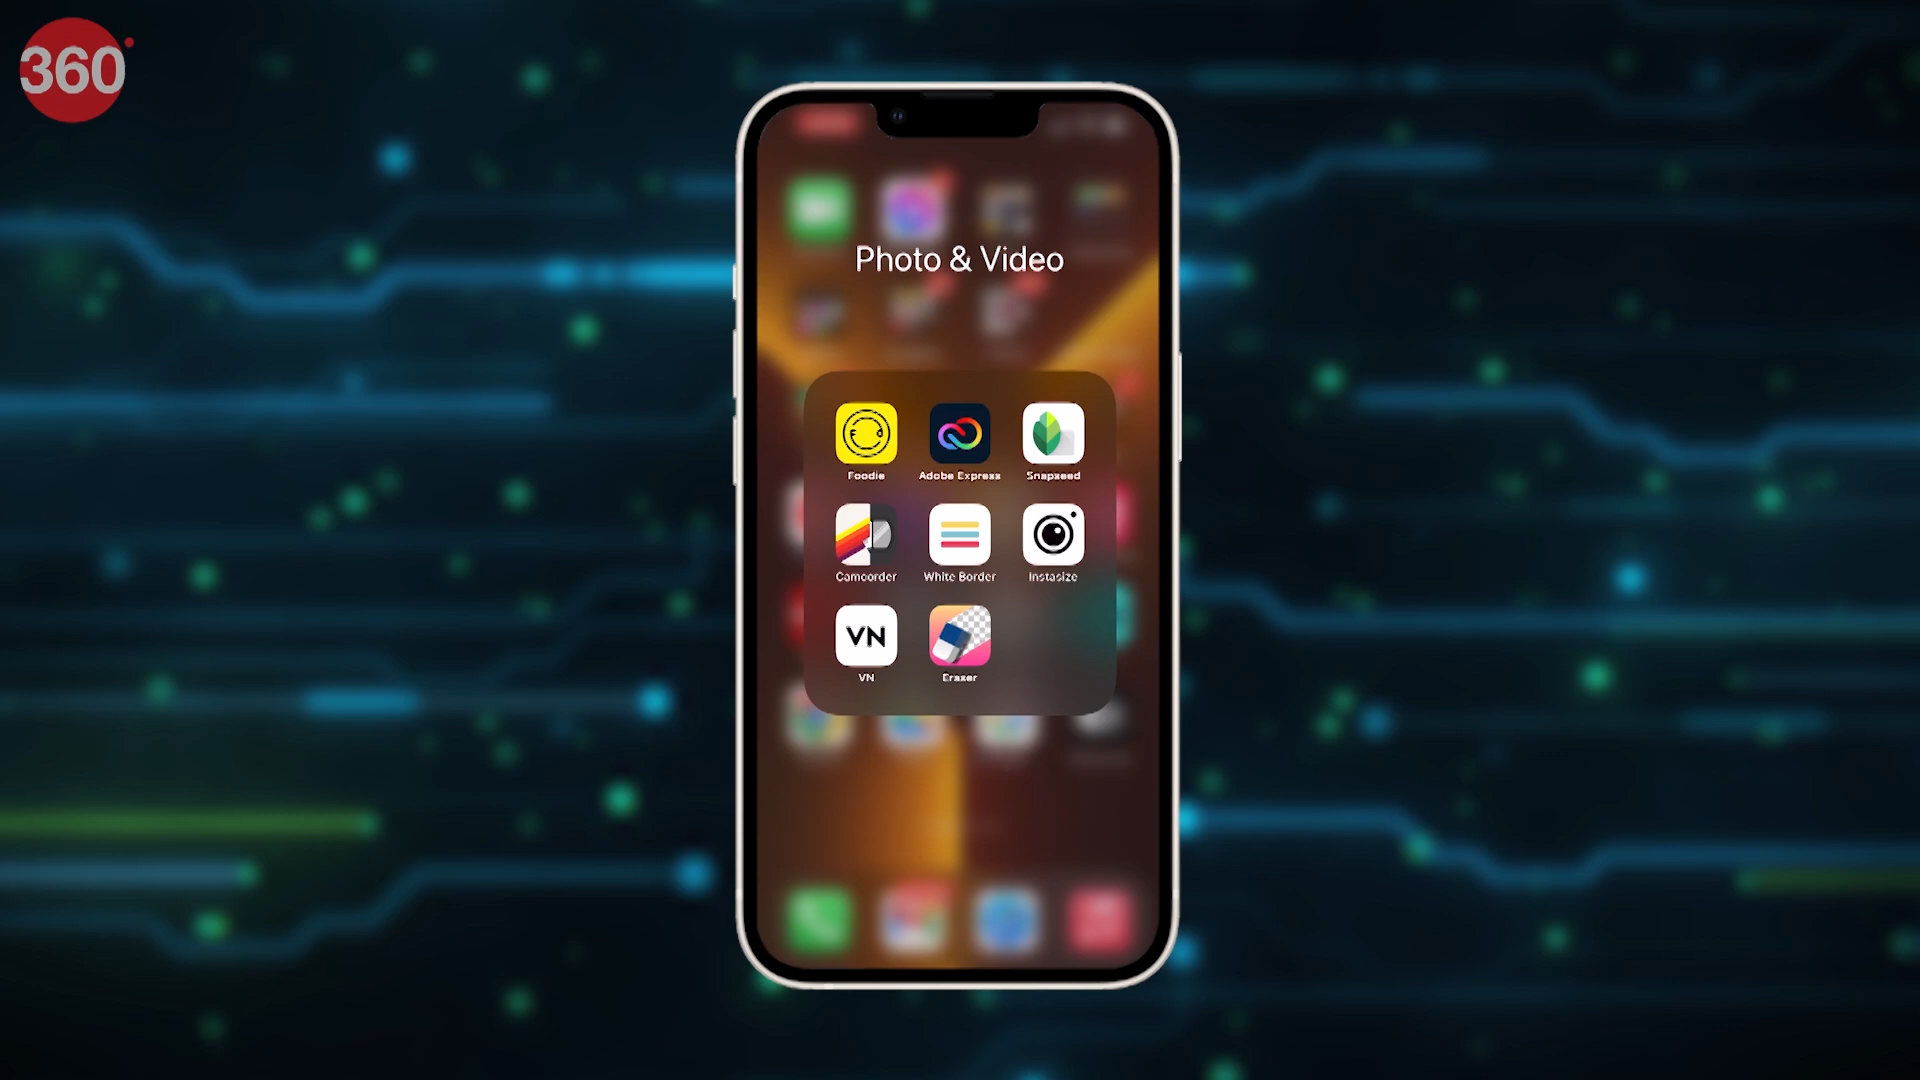 360
Photo & Video
Foodie
Adobe Express
Snapseed
Camcorder
White Border
Instasize
VN
VN
Eraser